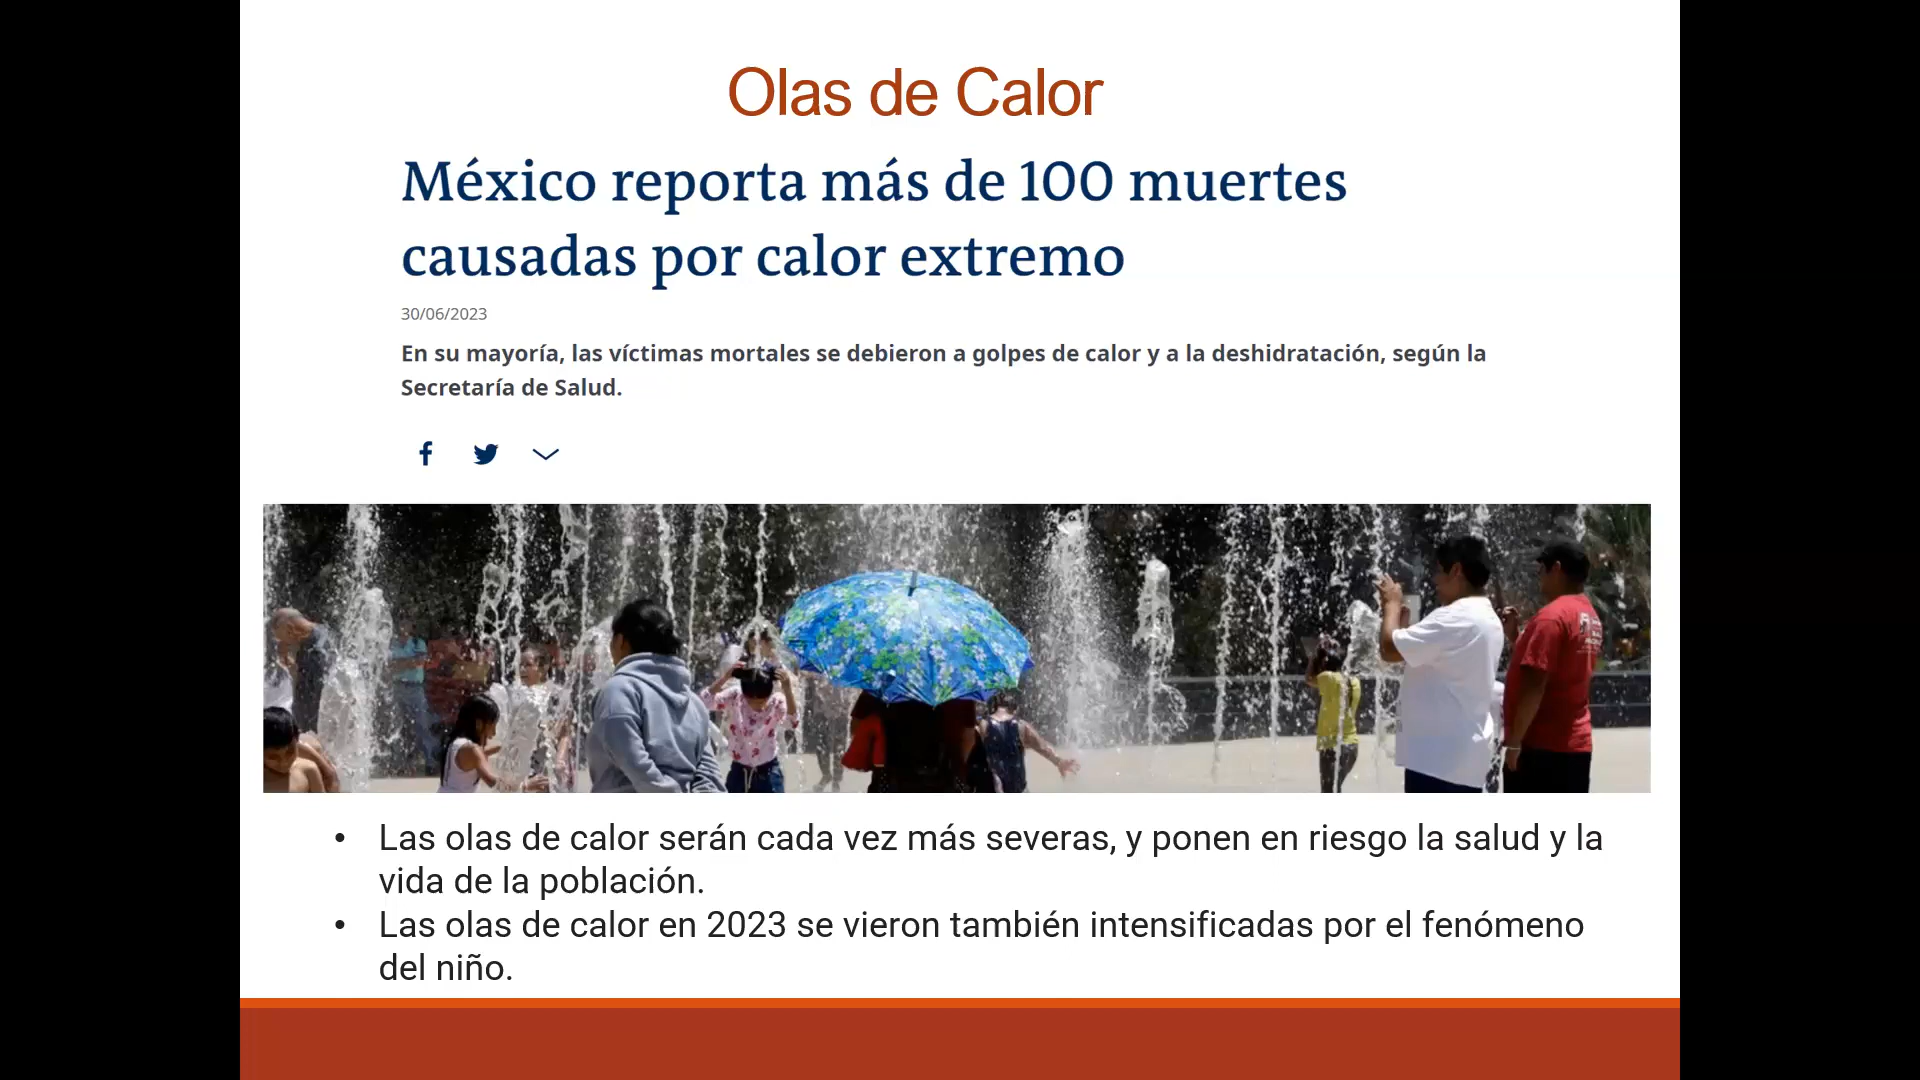 Olas de Calor
México reporta más de 100 muertes
causadas por calor extremo
30/06/2023
En su mayoría, las víctimas mortales se debieron a golpes de calor y a la deshidratación, según la
Secretaría de Salud.
• Las olas de calor serán cada vez más severas, y ponen en riesgo la salud y la
vida de la población.
• Las olas de calor en 2023 se vieron también intensificadas por el fenómeno
del niño.